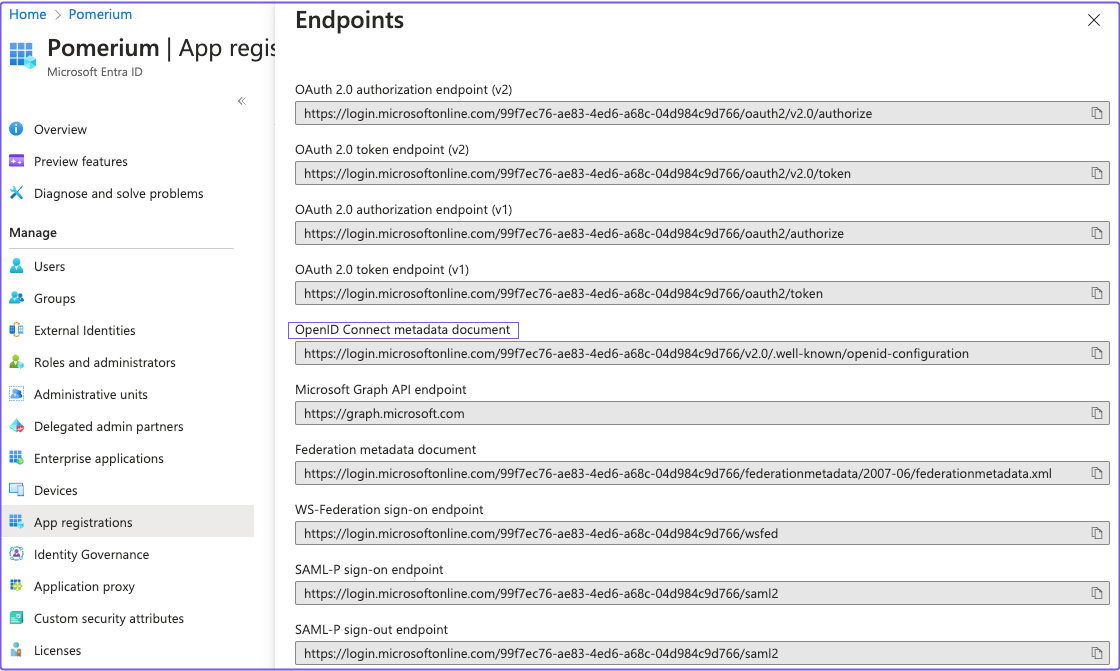 Home > Pomerium
Pomerium | App regis
Microsoft Entra ID
«
Overview
Preview features
Diagnose and solve problems
Manage
Users
Groups
External Identities
Roles and administrators
Administrative units
Delegated admin partners
Enterprise applications
Devices
App registrations
Identity Governance
Application proxy
Custom security attributes
Licenses
Endpoints
OAuth 2.0 authorization endpoint (v2)
https://login.microsoftonline.com/99f7ec76-ae83-4ed6-a68c-04d984c9d766/oauth2/v2.0/authorize
OAuth 2.0 token endpoint (v2)
https://login.microsoftonline.com/99f7ec76-ae83-4ed6-a68c-04d984c9d766/oauth2/v2.0/token
OAuth 2.0 authorization endpoint (v1)
https://login.microsoftonline.com/99f7ec76-ae83-4ed6-a68c-04d984c9d766/oauth2/authorize
OAuth 2.0 token endpoint (v1)
https://login.microsoftonline.com/99f7ec76-ae83-4ed6-a68c-04d984c9d766/oauth2/token
OpenID Connect metadata document
https://login.microsoftonline.com/99f7ec76-ae83-4ed6-a68c-04d984c9d766/v2.0/.well-known/openid-configuration
Microsoft Graph API endpoint
https://graph.microsoft.com
Federation metadata document
https://login.microsoftonline.com/99f7ec76-ae83-4ed6-a68c-04d984c9d766/federationmetadata/2007-06/federationmetadata.xml
WS-Federation sign-on endpoint
https://login.microsoftonline.com/99f7ec76-ae83-4ed6-a68c-04d984c9d766/wsfed
SAML-P sign-on endpoint
https://login.microsoftonline.com/99f7ec76-ae83-4ed6-a68c-04d984c9d766/saml2
SAML-P sign-out endpoint
https://login.microsoftonline.com/99f7ec76-ae83-4ed6-a68c-04d984c9d766/saml2